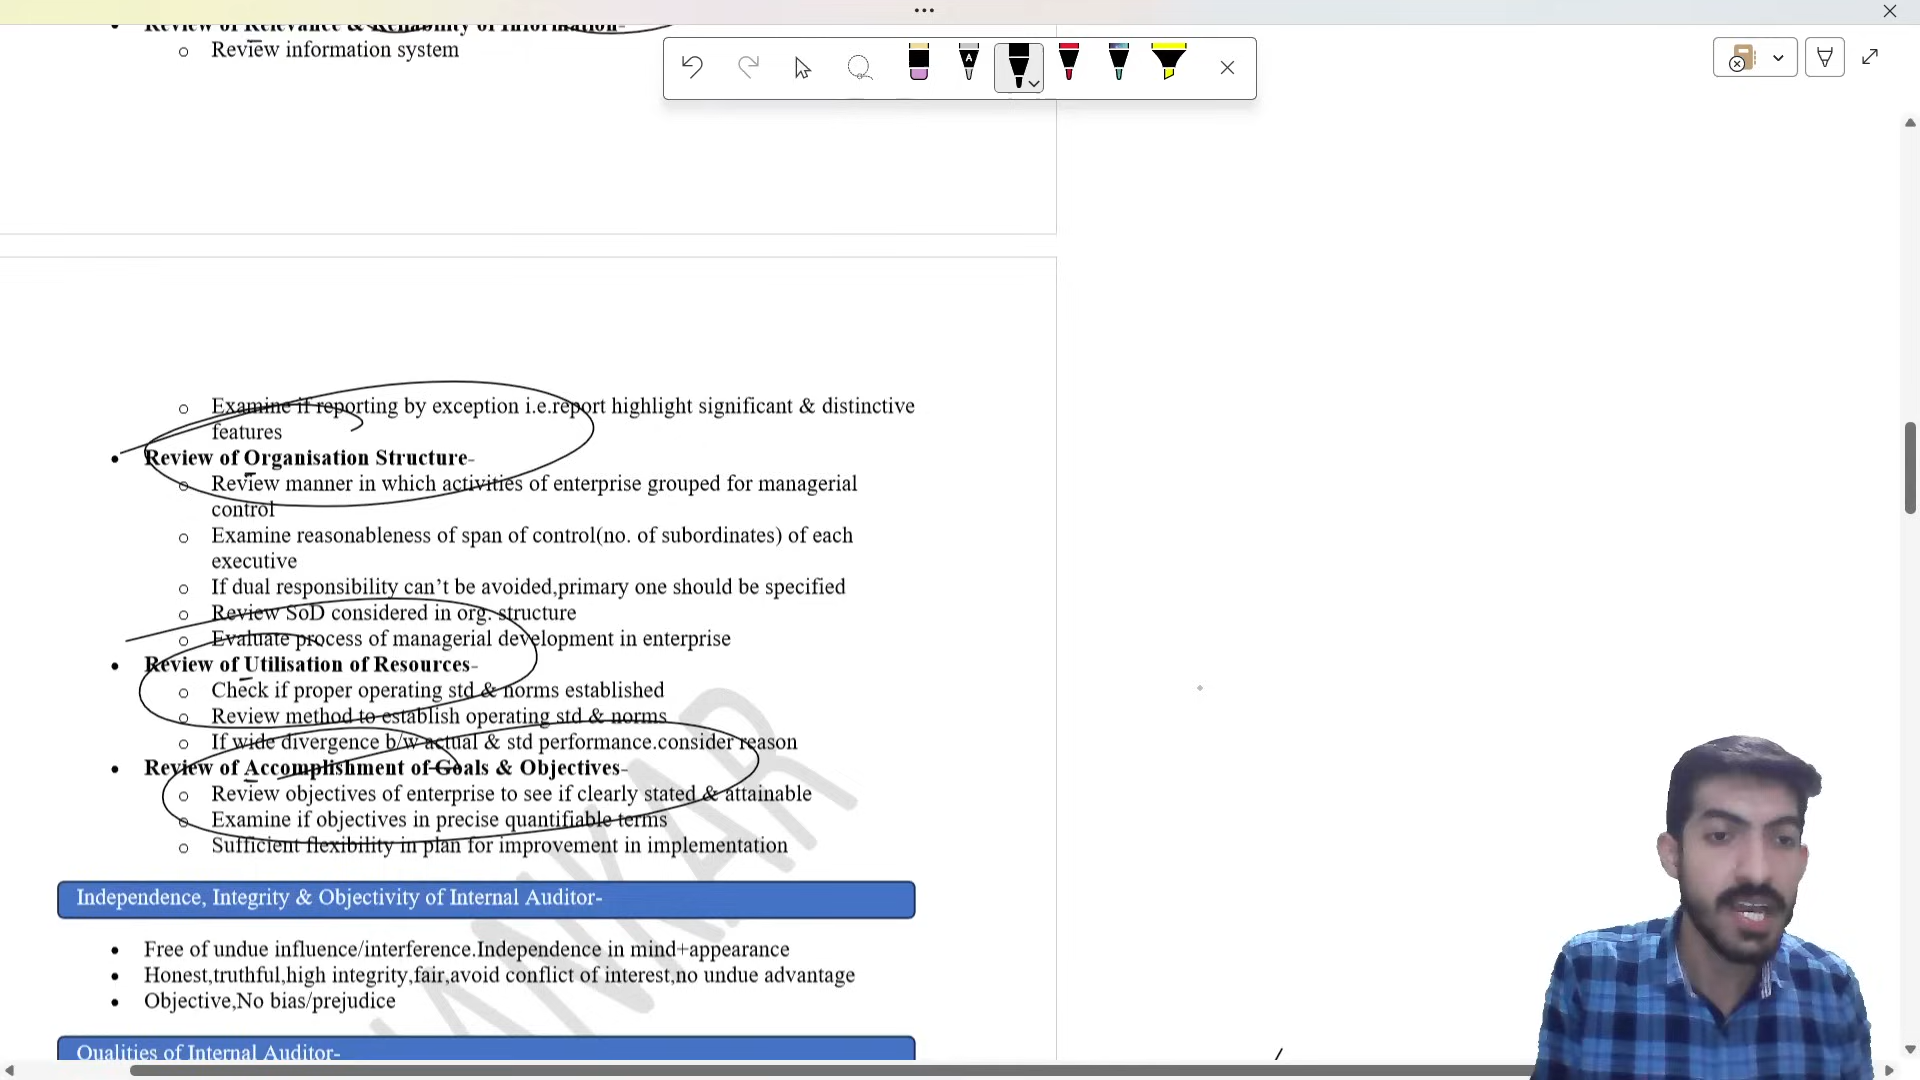 Review of Relevance & Reliability of Information-
o Review information system
o Examine if reporting by exception i.e.report highlight significant & distinctive
features
• Review of Organisation Structure-
o Review manner in which activities of enterprise grouped for managerial
control
o Examine reasonableness of span of control(no. of subordinates) of each
executive
o If dual responsibility can’t be avoided,primary one should be specified
o Review SoD considered in org. structure
o Evaluate process of managerial development in enterprise
• Review of Utilisation of Resources-
o Check if proper operating std & norms established
o Review method to establish operating std & norms
o If wide divergence b/w actual & std performance.consider reason
• Review of Accomplishment of Goals & Objectives-
o Review objectives of enterprise to see if clearly stated & attainable
o Examine if objectives in precise quantifiable terms
o Sufficient flexibility in plan for improvement in implementation
Independence, Integrity & Objectivity of Internal Auditor-
• Free of undue influence/interference.Independence in mind+appearance
• Honest,truthful,high integrity,fair,avoid conflict of interest,no undue advantage
• Objective,No bias/prejudice
Qualities of Internal Auditor-